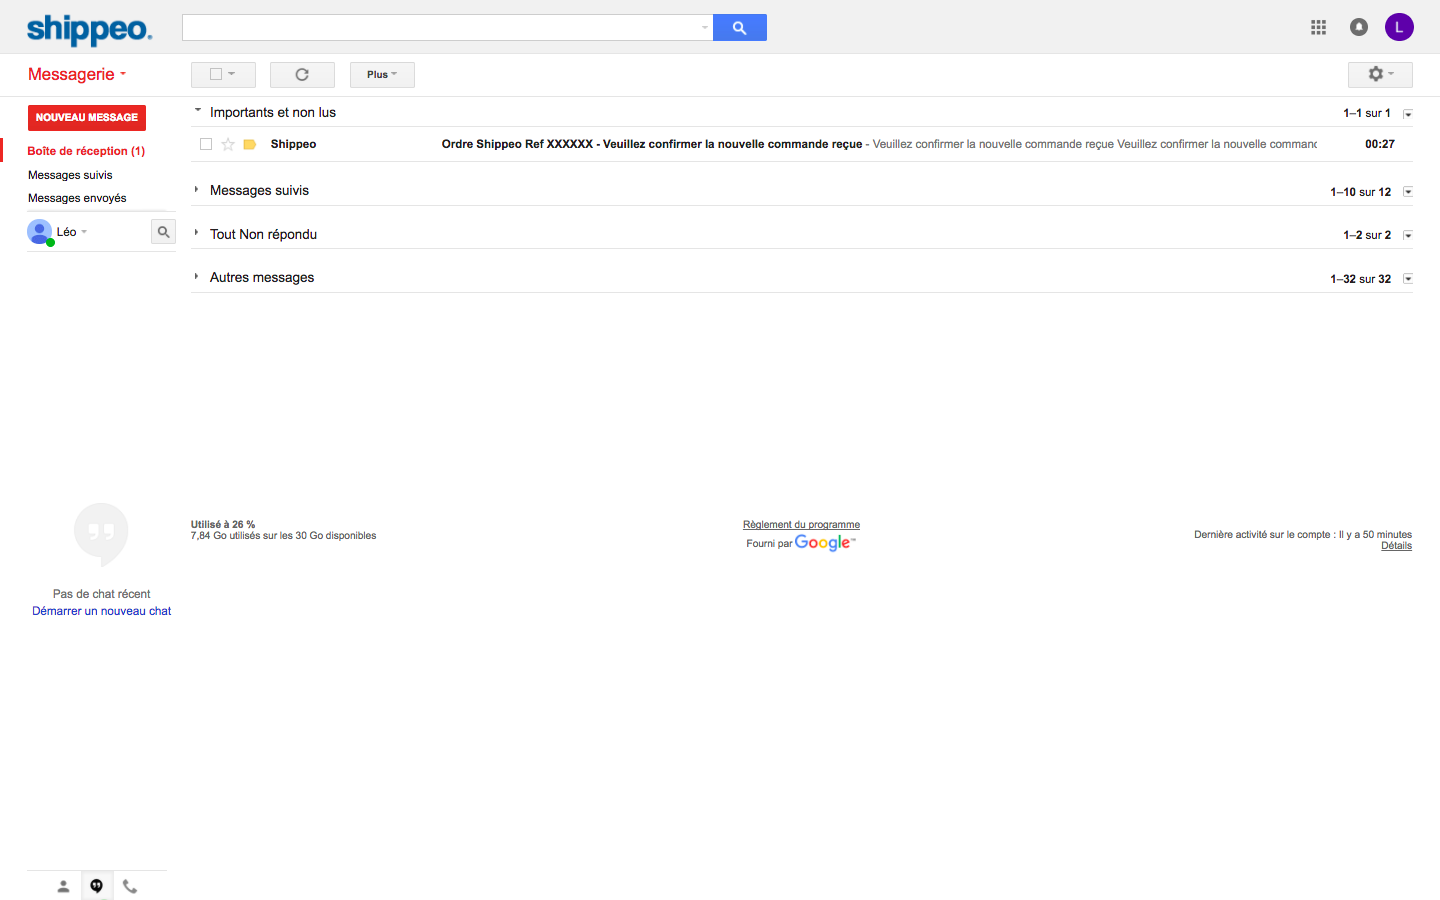 shippeo.
L
Messagerie
Plus
NOUVEAU MESSAGE
Importants et non lus 1–1 sur 1
Boîte de réception (1)
Shippeo Ordre Shippeo Ref XXXXXX - Veuillez confirmer la nouvelle commande reçue - Veuillez confirmer la nouvelle commande reçue Veuillez confirmer la nouvelle command 00:27
Messages suivis
Messages envoyés
Messages suivis 1–10 sur 12
Léo
Tout Non répondu 1–2 sur 2
Autres messages 1–32 sur 32
Utilisé à 26 %
7,84 Go utilisés sur les 30 Go disponibles
Règlement du programme
Fourni par Google™
Dernière activité sur le compte : Il y a 50 minutes
Détails
Pas de chat récent
Démarrer un nouveau chat